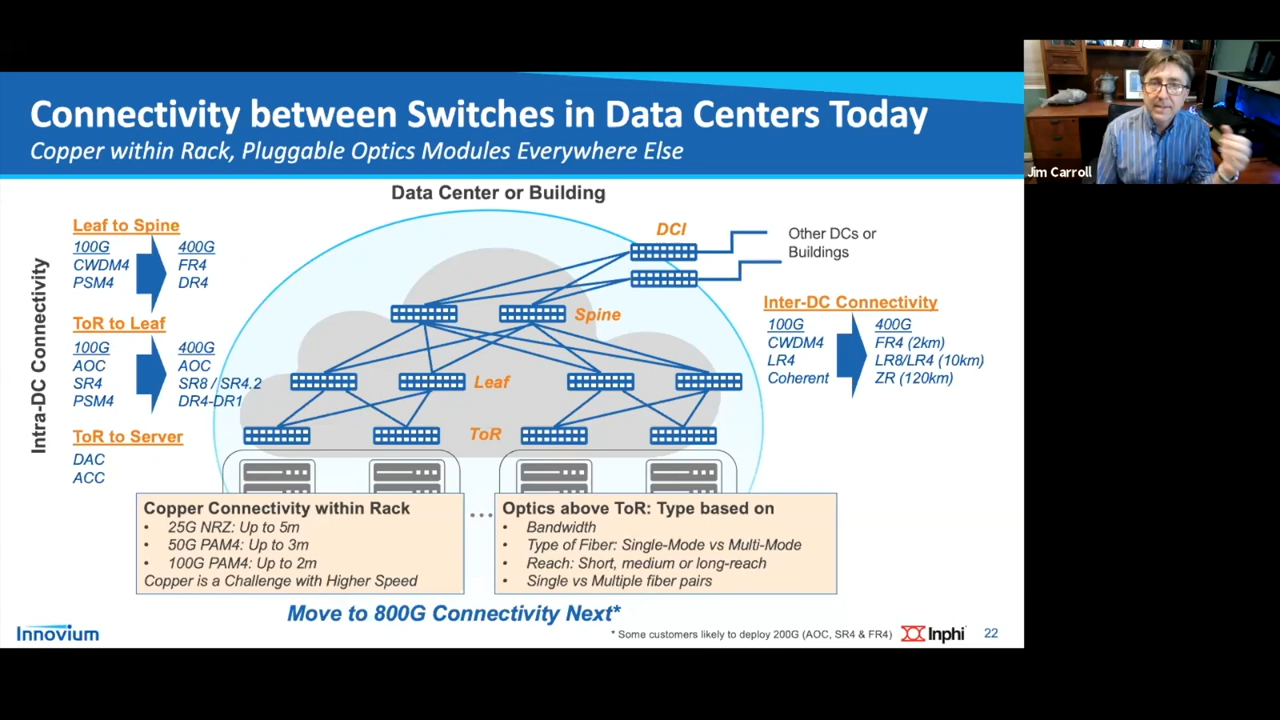 Connectivity between Switches in Data Centers Today
Copper within Rack, Pluggable Optics Modules Everywhere Else
Jim Carroll
Data Center or Building
Intra-DC Connectivity
Leaf to Spine
100G 400G
CWDM4 FR4
PSM4 DR4
ToR to Leaf
100G 400G
AOC AOC
SR4 SR8 / SR4.2
PSM4 DR4-DR1
ToR to Server
DAC
ACC
DCI
Spine
Leaf
ToR
...
Other DCs or
Buildings
Inter-DC Connectivity
100G 400G
CWDM4 FR4 (2km)
LR4 LR8/LR4 (10km)
Coherent ZR (120km)
Copper Connectivity within Rack
• 25G NRZ: Up to 5m
• 50G PAM4: Up to 3m
• 100G PAM4: Up to 2m
Copper is a Challenge with Higher Speed
Optics above ToR: Type based on
• Bandwidth
• Type of Fiber: Single-Mode vs Multi-Mode
• Reach: Short, medium or long-reach
• Single vs Multiple fiber pairs
Move to 800G Connectivity Next*
Innovium
* Some customers likely to deploy 200G (AOC, SR4 & FR4)
Inphi
22